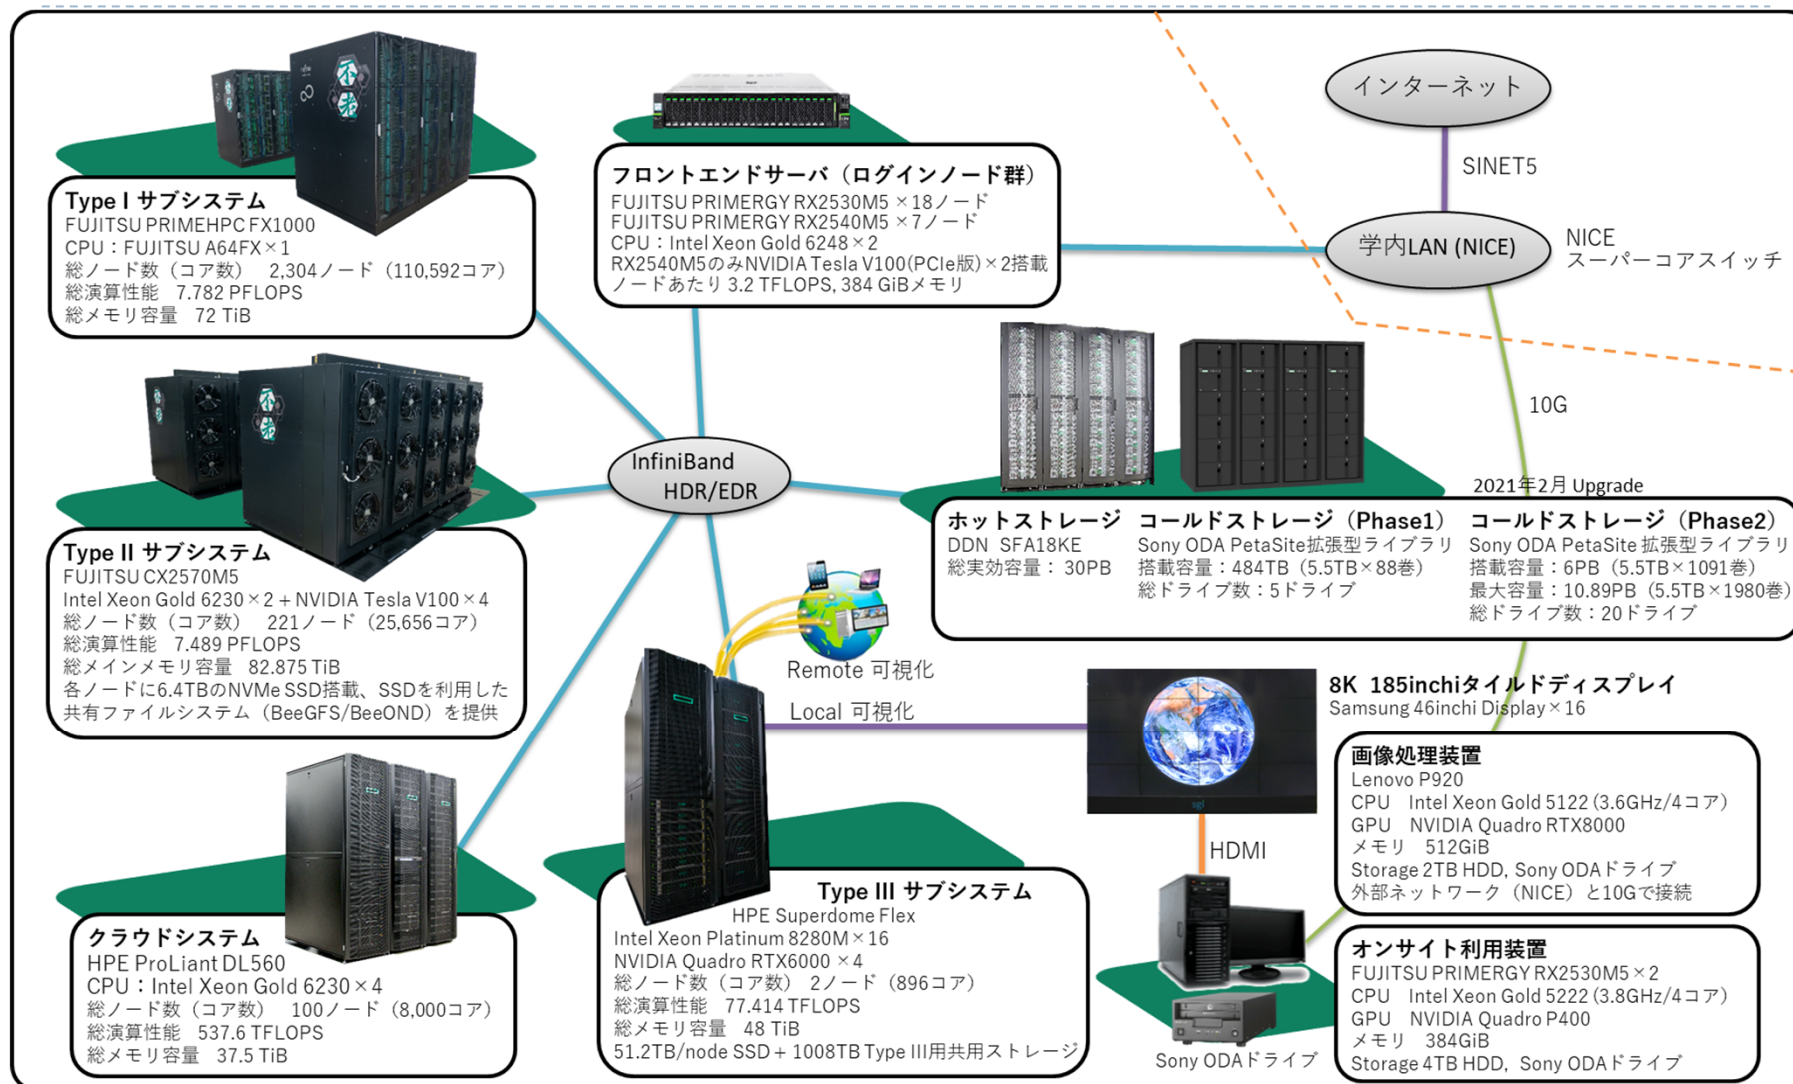 不老
Type I サブシステム
FUJITSU PRIMEHPC FX1000
CPU：FUJITSU A64FX×1
総ノード数（コア数）　2,304ノード（110,592コア）
総演算性能　7.782 PFLOPS
総メモリ容量　72 TiB
フロントエンドサーバ（ログインノード群）
FUJITSU PRIMERGY RX2530M5 ×18ノード
FUJITSU PRIMERGY RX2540M5 ×7ノード
CPU：Intel Xeon Gold 6248×2
RX2540M5のみNVIDIA Tesla V100(PCIe版)×2搭載
ノードあたり 3.2 TFLOPS, 384 GiBメモリ
インターネット
SINET5
学内LAN (NICE)
NICE
スーパーコアスイッチ
10G
不老
Type II サブシステム
FUJITSU CX2570M5
Intel Xeon Gold 6230×2 + NVIDIA Tesla V100×4
総ノード数（コア数）　221ノード（25,656コア）
総演算性能　7.489 PFLOPS
総メインメモリ容量　82.875 TiB
各ノードに6.4TBのNVMe SSD搭載、SSDを利用した
共有ファイルシステム（BeeGFS/BeeOND）を提供
InfiniBand
HDR/EDR
2021年2月 Upgrade
ホットストレージ
DDN SFA18KE
総実効容量： 30PB
コールドストレージ（Phase1）
Sony ODA PetaSite拡張型ライブラリ
搭載容量：484TB（5.5TB×88巻）
総ドライブ数：5ドライブ
コールドストレージ（Phase2）
Sony ODA PetaSite 拡張型ライブラリ
搭載容量：6PB（5.5TB×1091巻）
最大容量：10.89PB（5.5TB×1980巻）
総ドライブ数：20ドライブ
Remote 可視化
Local 可視化
8K 185inchiタイルドディスプレイ
Samsung 46inchi Display×16
sgi
HDMI
画像処理装置
Lenovo P920
CPU　Intel Xeon Gold 5122 (3.6GHz/4コア)
GPU　NVIDIA Quadro RTX8000
メモリ　512GiB
Storage 2TB HDD, Sony ODAドライブ
外部ネットワーク（NICE）と10Gで接続
クラウドシステム
HPE ProLiant DL560
CPU：Intel Xeon Gold 6230×4
総ノード数（コア数）　100ノード（8,000コア）
総演算性能　537.6 TFLOPS
総メモリ容量　37.5 TiB
Type III サブシステム
HPE Superdome Flex
Intel Xeon Platinum 8280M×16
NVIDIA Quadro RTX6000 ×4
総ノード数（コア数）　2ノード（896コア）
総演算性能　77.414 TFLOPS
総メモリ容量　48 TiB
51.2TB/node SSD + 1008TB Type III用共用ストレージ
Sony ODAドライブ
オンサイト利用装置
FUJITSU PRIMERGY RX2530M5×2
CPU　Intel Xeon Gold 5222 (3.8GHz/4コア)
GPU　NVIDIA Quadro P400
メモリ　384GiB
Storage 4TB HDD, Sony ODAドライブ